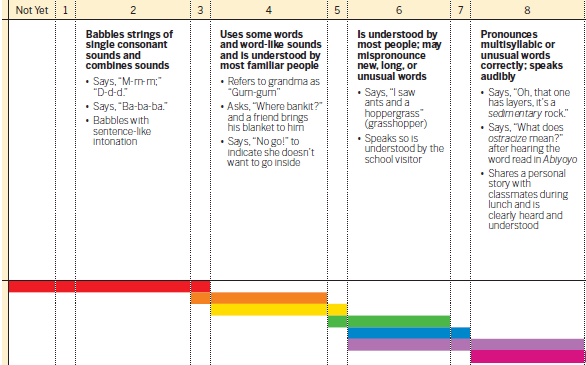 Not Yet 1 2 3 4 5 6 7 8
Babbles strings of
single consonant
sounds and
combines sounds
• Says, “M-m-m;”
“D-d-d.”
• Says, “Ba-ba-ba.”
• Babbles with
sentence-like
intonation
Uses some words
and word-like sounds
and is understood by
most familiar people
• Refers to grandma as
“Gum-gum”
• Asks, “Where bankit?”
and a friend brings
his blanket to him
• Says, “No go!” to
indicate she doesn’t
want to go inside
Is understood by
most people; may
mispronounce
new, long, or
unusual words
• Says, “I saw
ants and a
hoppergrass”
(grasshopper)
• Speaks so is
understood by the
school visitor
Pronounces
multisyllabic or
unusual words
correctly; speaks
audibly
• Says, “Oh, that one
has layers, it’s a
sedimentary rock.”
• Says, “What does
ostracize mean?”
after hearing the
word read in Abiyoyo
• Shares a personal
story with
classmates during
lunch and is
clearly heard and
understood